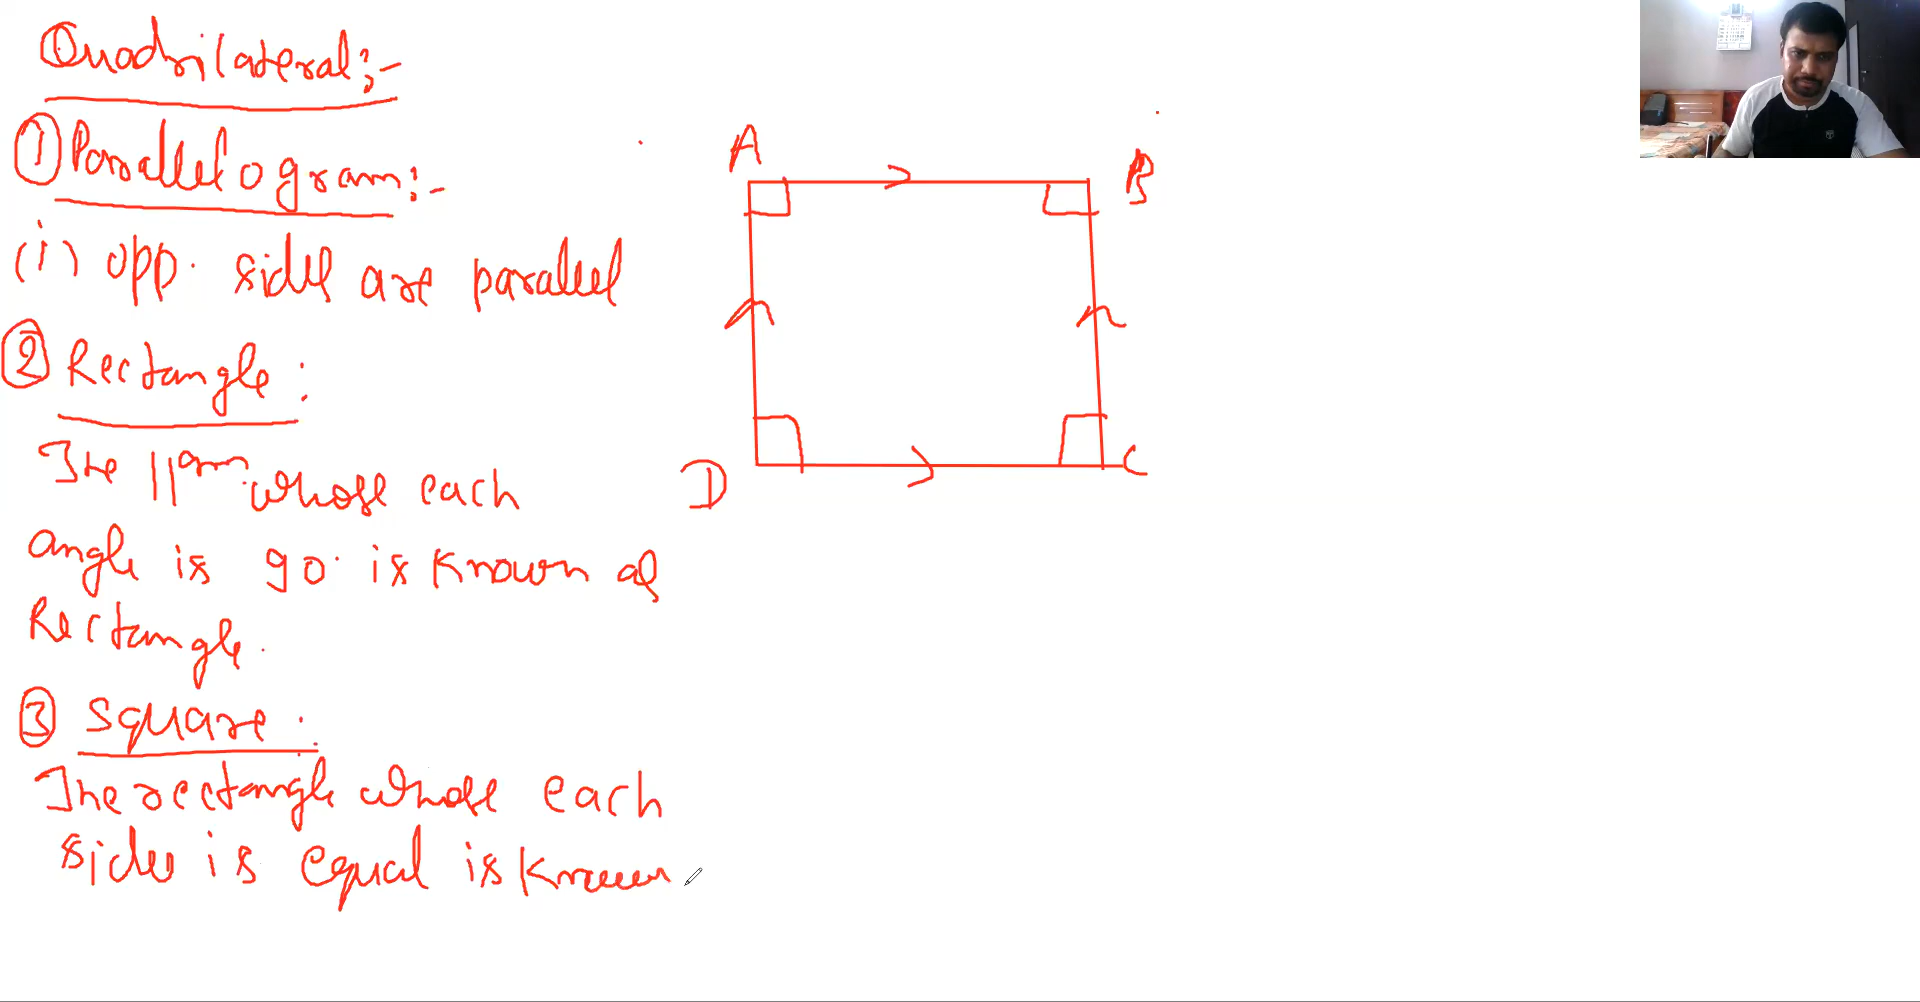 Quadrilateral:-
① Parallelogram:-
(i) opp. sides are parallel
② Rectangle:
The ||gm whose each
angle is 90° is known as
Rectangle.
③ Square:
The rectangle whose each
sides is equal is known
A
B
D
C